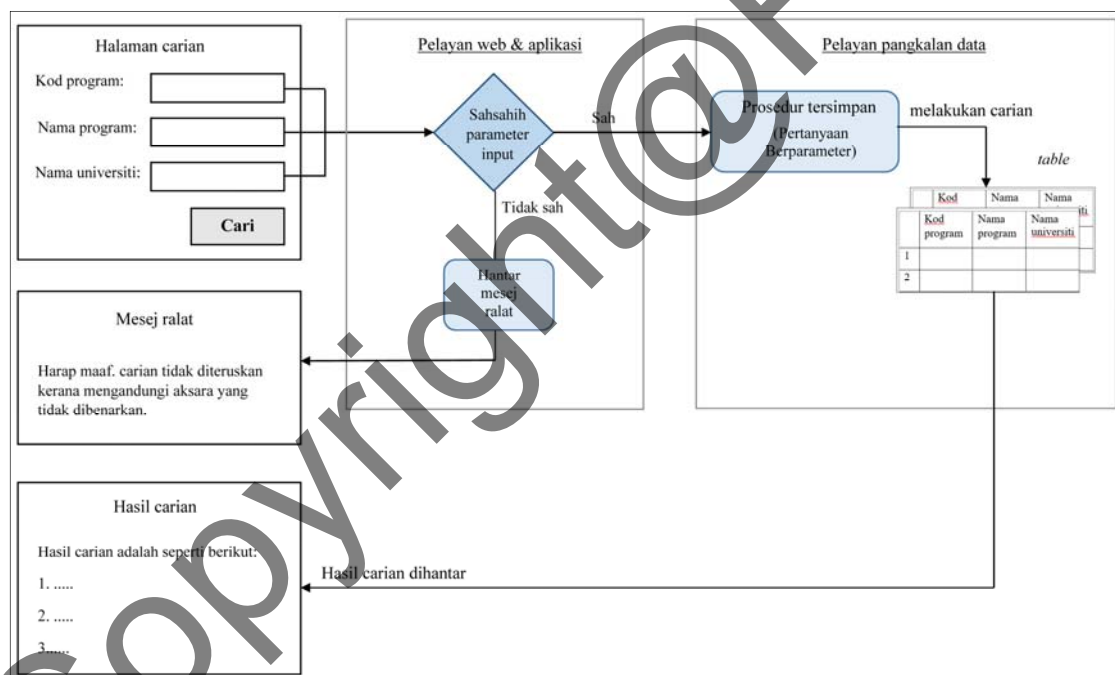 Halaman carian
Kod program:
Nama program:
Nama universiti:
Cari
Pelayan web & aplikasi
Sahsahih
parameter
input
Sah
Tidak sah
Hantar
mesej
ralat
Pelayan pangkalan data
Prosedur tersimpan
(Pertanyaan
Berparameter)
melakukan carian
table
Kod
Nama
Nama
Kod
program
Nama
program
Nama
universiti
1
2
Mesej ralat
Harap maaf. carian tidak diteruskan
kerana mengandungi aksara yang
tidak dibenarkan.
Hasil carian
Hasil carian adalah seperti berikut:
1. .....
2. .....
3......
Hasil carian dihantar